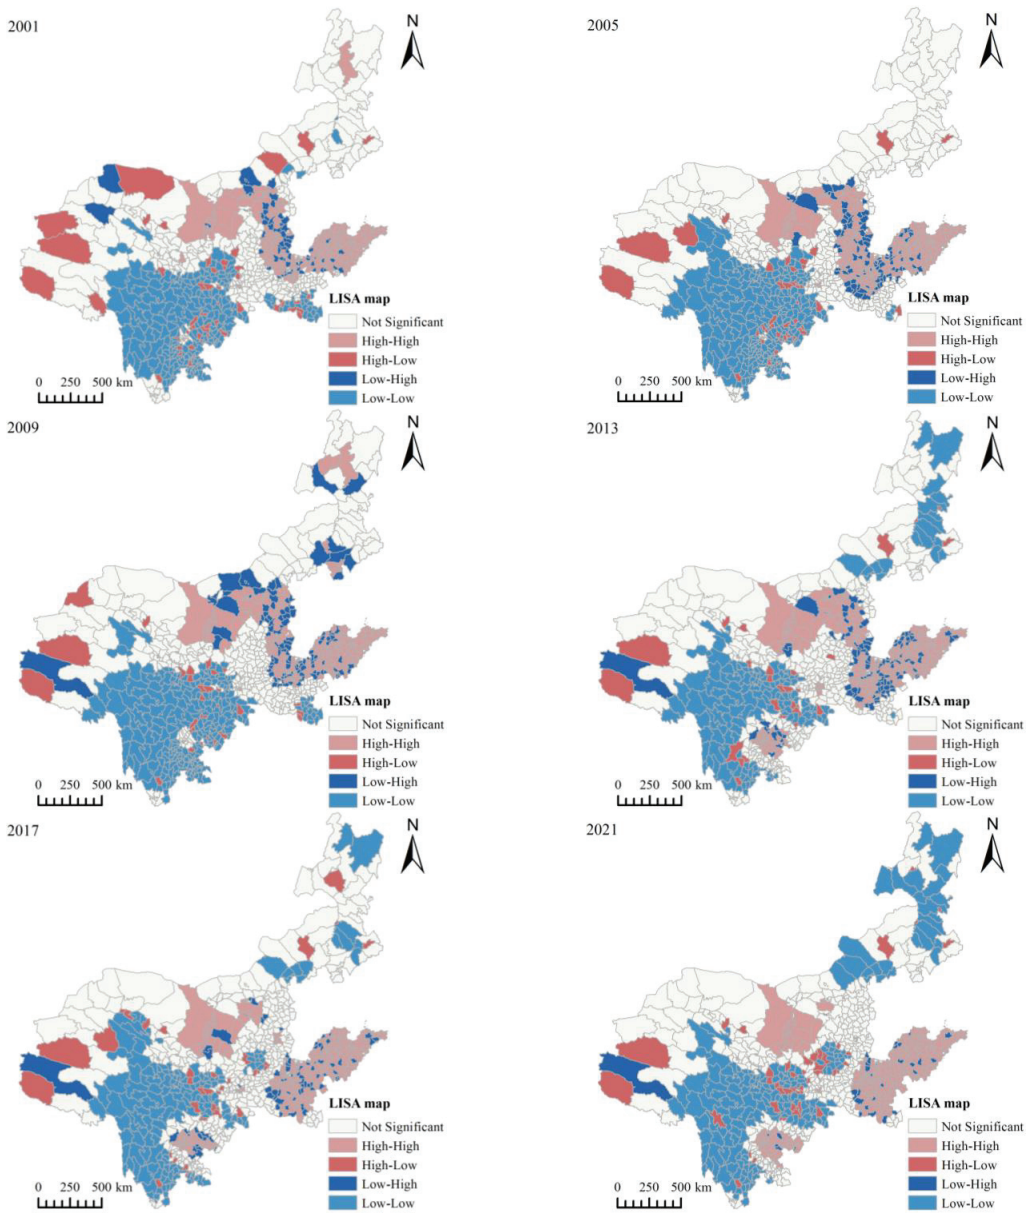 2001
N
LISA map
Not Significant
High-High
High-Low
Low-High
Low-Low
0 250 500 km
2005
N
LISA map
Not Significant
High-High
High-Low
Low-High
Low-Low
0 250 500 km
2009
N
LISA map
Not Significant
High-High
High-Low
Low-High
Low-Low
0 250 500 km
2013
N
LISA map
Not Significant
High-High
High-Low
Low-High
Low-Low
0 250 500 km
2017
N
LISA map
Not Significant
High-High
High-Low
Low-High
Low-Low
0 250 500 km
2021
N
LISA map
Not Significant
High-High
High-Low
Low-High
Low-Low
0 250 500 km